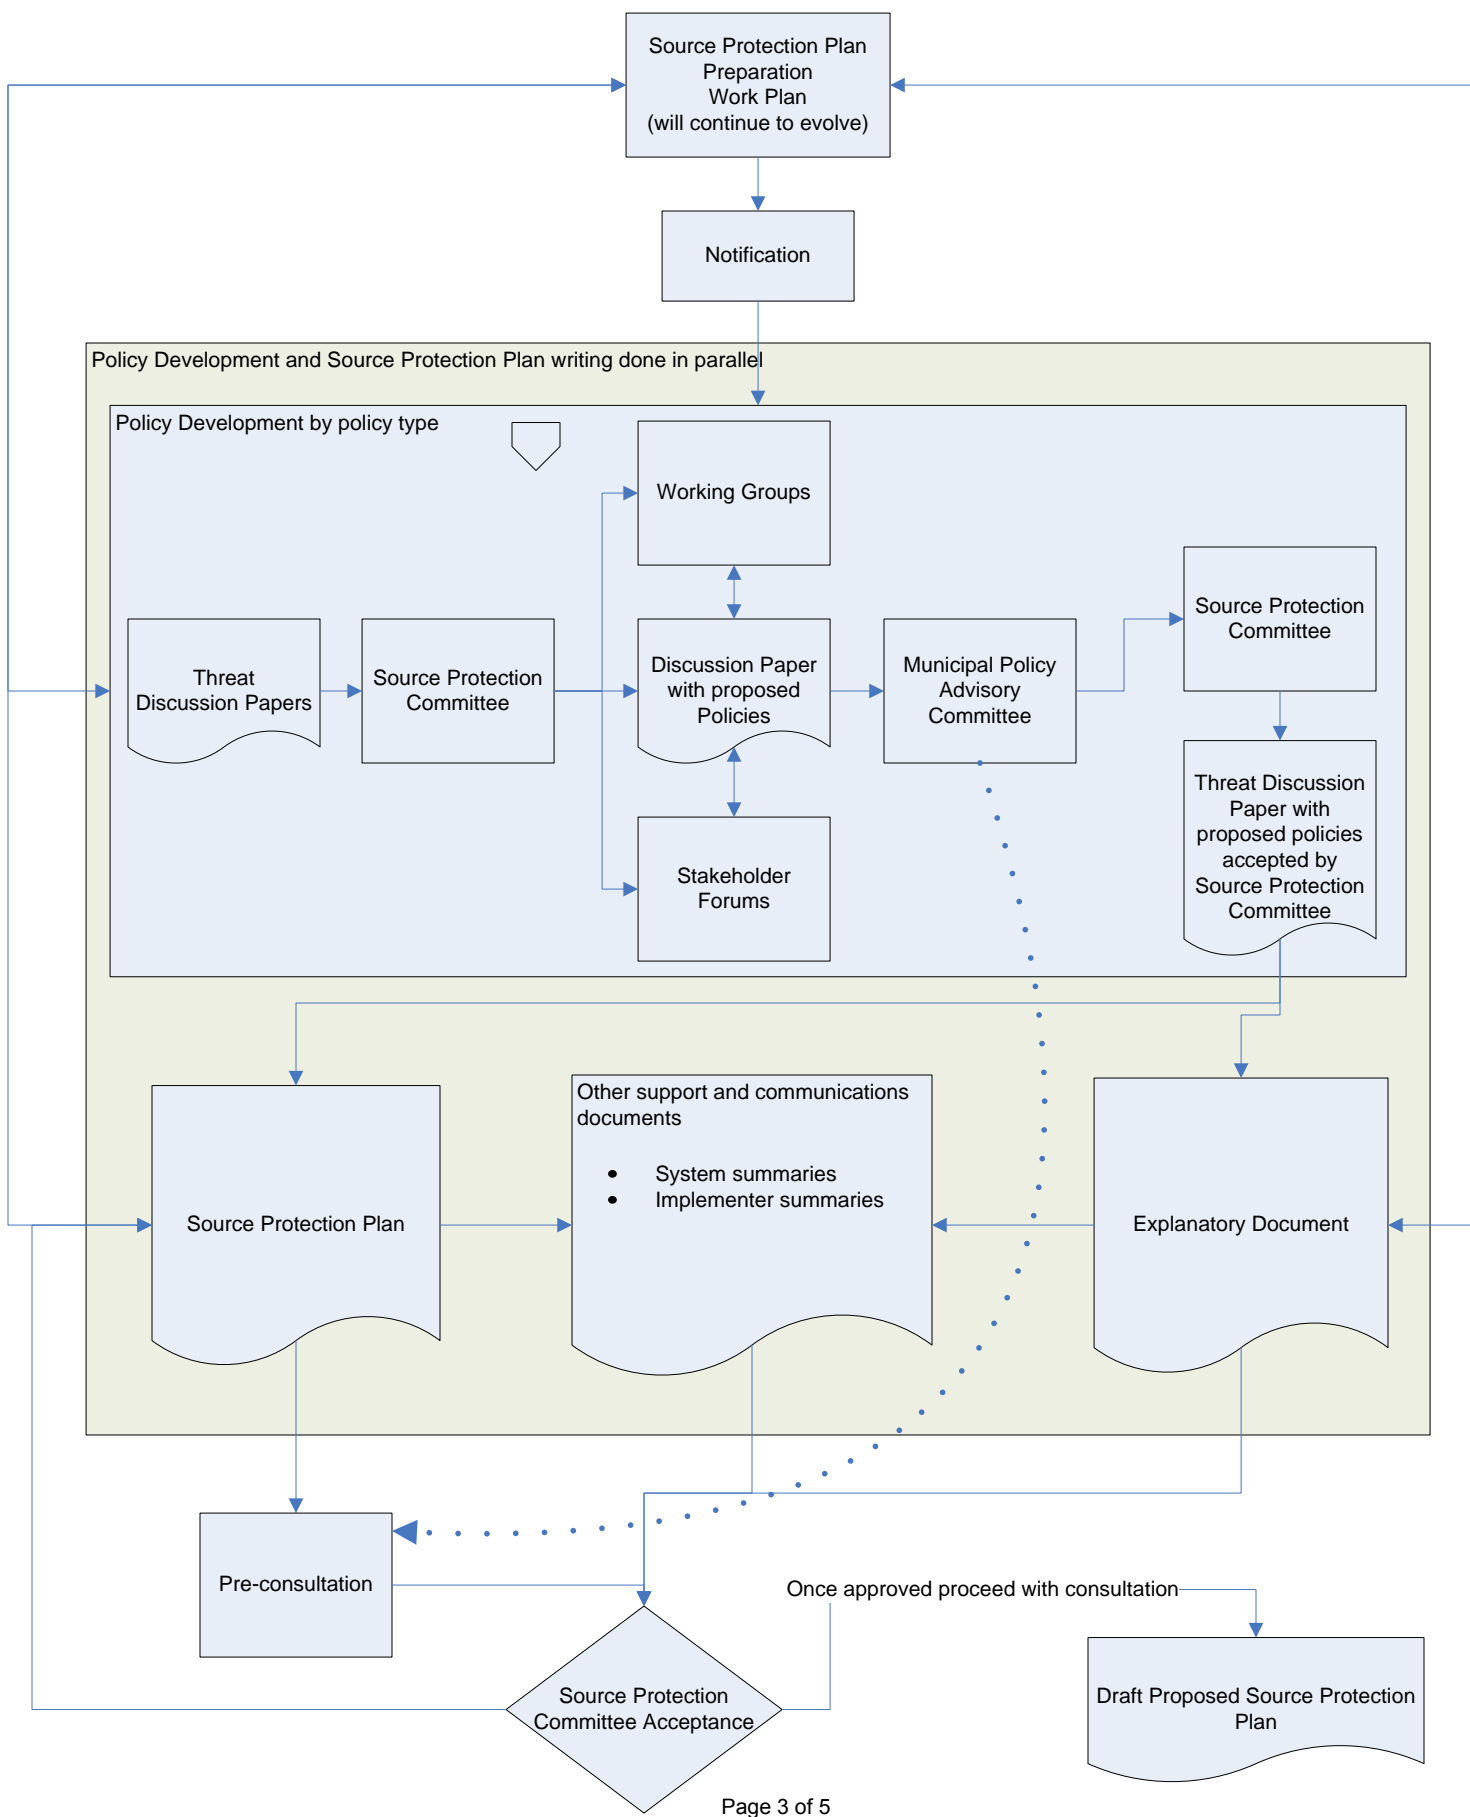 Source Protection Plan
Preparation
Work Plan
(will continue to evolve)
Notification
Policy Development and Source Protection Plan writing done in parallel
Policy Development by policy type
Working Groups
Threat
Discussion Papers
Source Protection
Committee
Discussion Paper
with proposed
Policies
Municipal Policy
Advisory
Committee
Source Protection
Committee
Threat Discussion
Paper with
proposed policies
accepted by
Source Protection
Committee
Stakeholder
Forums
Source Protection Plan
Other support and communications
documents
• System summaries
• Implementer summaries
Explanatory Document
Pre-consultation
Once approved proceed with consultation
Source Protection
Committee Acceptance
Draft Proposed Source Protection
Plan
Page 3 of 5